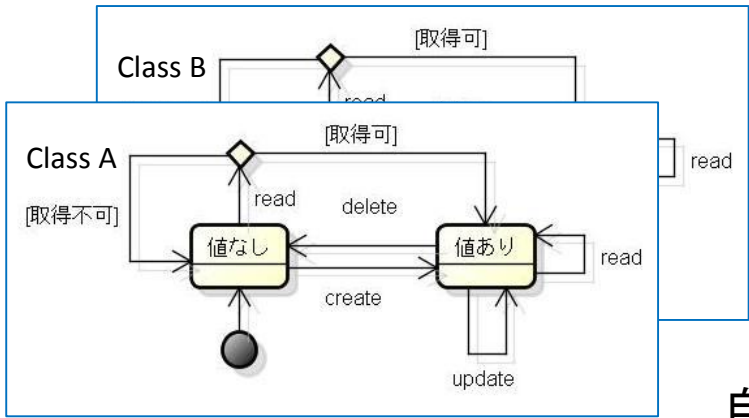 [取得可]
Class B
read
read
[取得可]
Class A
[取得不可]
read
delete
値なし
値あり
read
create
update